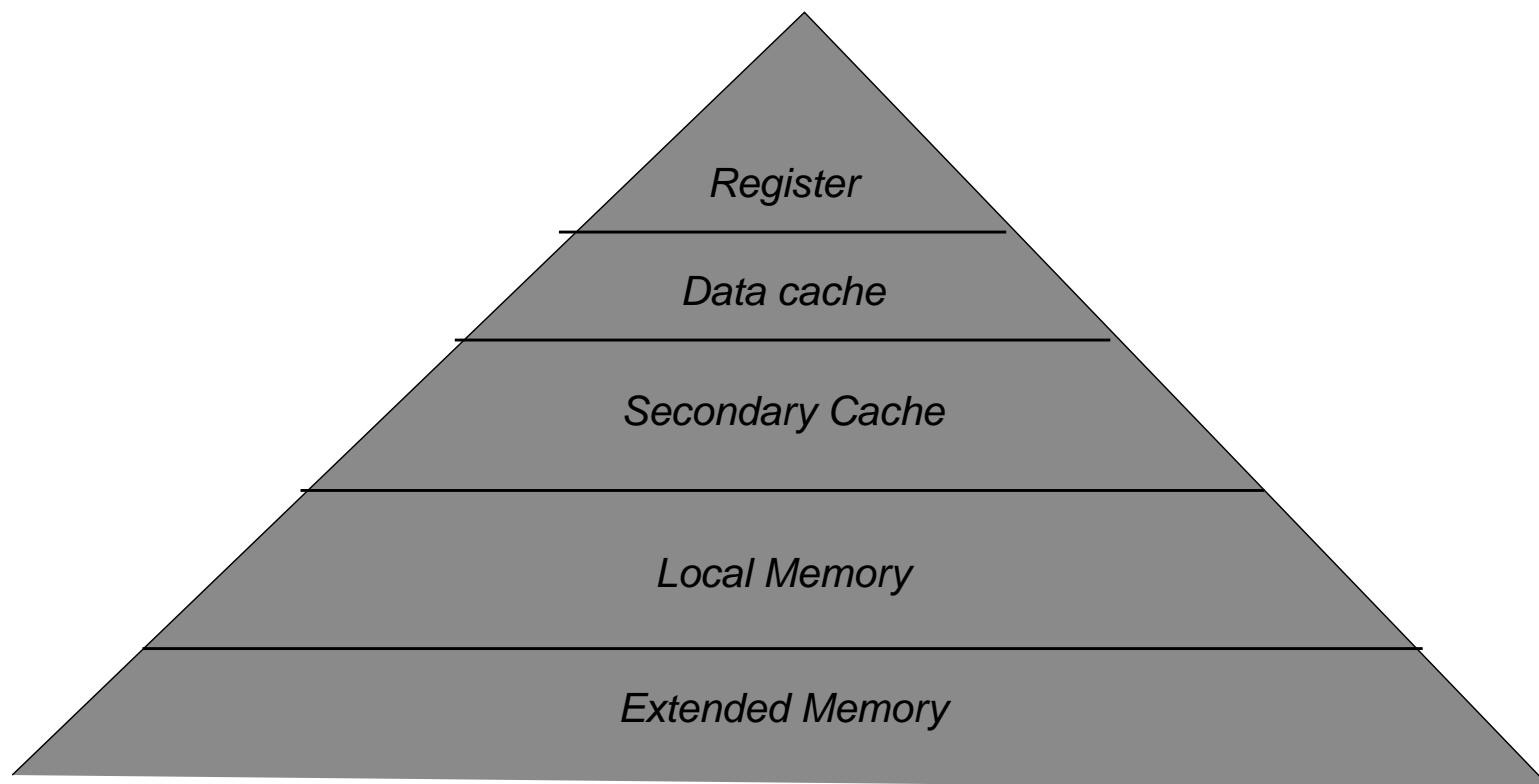 Register
Data cache
Secondary Cache
Local Memory
Extended Memory